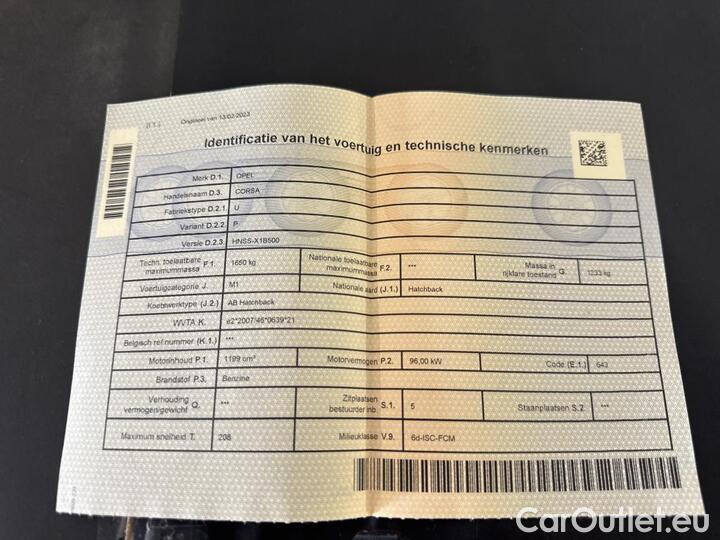 Origineel van 13/02/2023
Identificatie van het voertuig en technische kenmerken
Merk D.1. OPEL
Handelsnaam D.3. CORSA
Fabriekstype D.2.1. U
Variant D.2.2. P
Versie D.2.3. HNSS-X1B500
Techn. toelaatbare maximummassa F.1. 1650 kg Nationale toelaatbare maximummassa F.2. *** Massa in rijklare toestand G. 1233 kg
Voertuigcategorie J. M1 Nationale aard (J.1.) Hatchback
Koetswerktype (J.2.) AB Hatchback
WVTA K. e2*2007/46*0639*21
Belgisch ref.nummer (K.1.) ***
Motorinhoud P.1. 1199 cm³ Motorvermogen P.2. 96,00 kW Code (E.1.) 643
Brandstof P.3. Benzine
Verhouding vermogen/gewicht Q. *** Zitplaatsen bestuurder inb. S.1. 5 Staanplaatsen S.2. ***
Maximum snelheid T. 208 Milieuklasse V.9. 6d-ISC-FCM
CarOutlet.eu